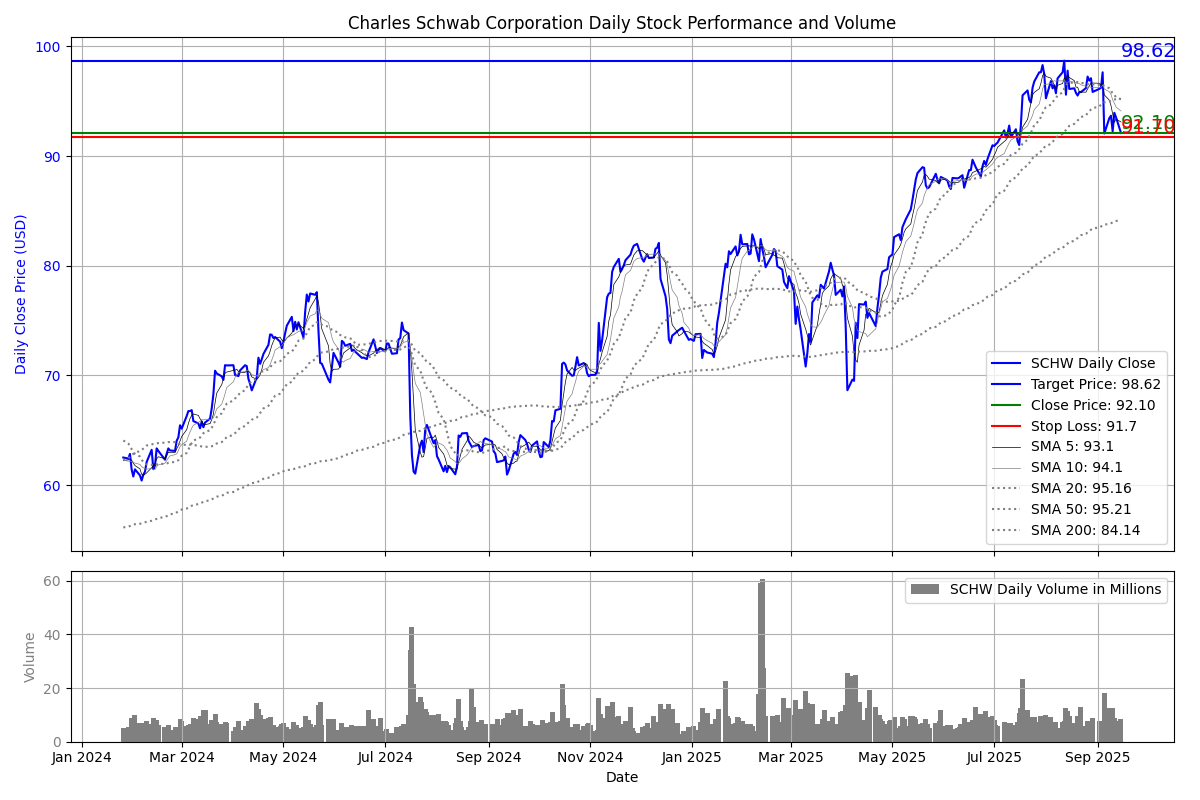 Charles Schwab Corporation Daily Stock Performance and Volume
Daily Close Price (USD)
100
90
80
70
60
98.62
92.10
91.70
SCHW Daily Close
Target Price: 98.62
Close Price: 92.10
Stop Loss: 91.7
SMA 5: 93.1
SMA 10: 94.1
SMA 20: 95.16
SMA 50: 95.21
SMA 200: 84.14
Volume
60
40
20
0
SCHW Daily Volume in Millions
Jan 2024 Mar 2024 May 2024 Jul 2024 Sep 2024 Nov 2024 Jan 2025 Mar 2025 May 2025 Jul 2025 Sep 2025
Date